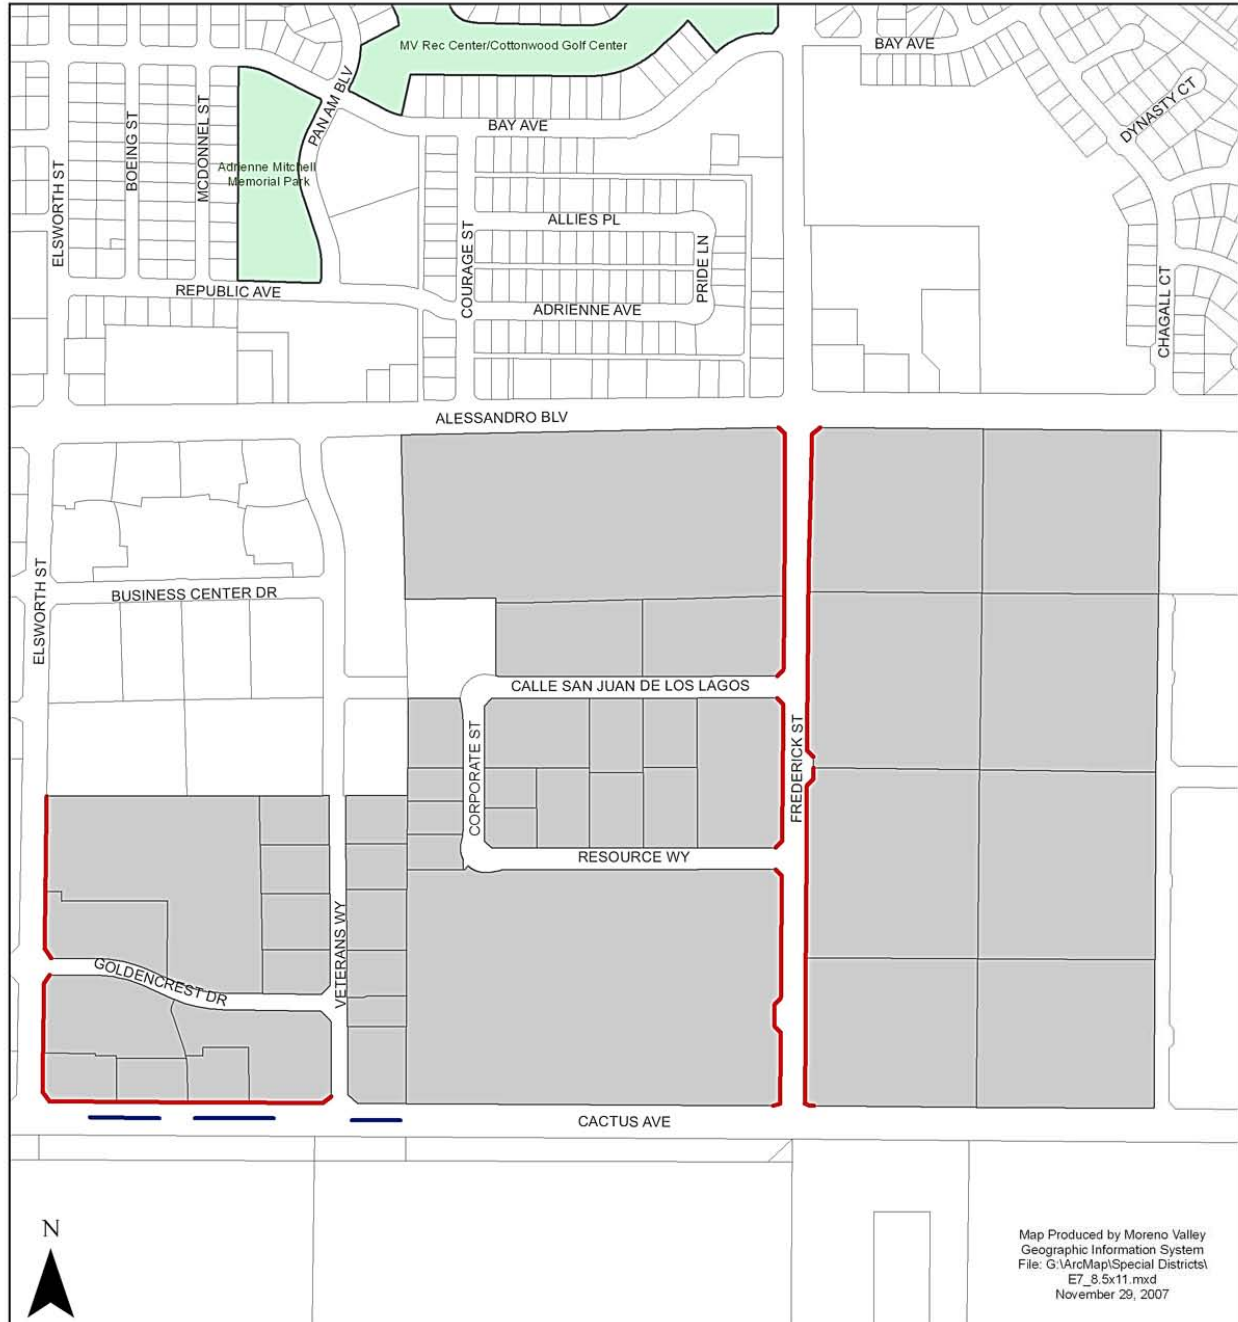 MV Rec Center/Cottonwood Golf Center
BAY AVE
PAN AM BLV
DYNASTY CT
MCDONNEL ST
BOEING ST
BAY AVE
ELSWORTH ST
Adrienne Mitchell
Memorial Park
ALLIES PL
COURAGE ST
PRIDE LN
CHAGALL CT
REPUBLIC AVE
ADRIENNE AVE
ALESSANDRO BLV
ELSWORTH ST
BUSINESS CENTER DR
CALLE SAN JUAN DE LOS LAGOS
CORPORATE ST
FREDERICK ST
RESOURCE WY
VETERANS WY
GOLDENCREST DR
CACTUS AVE
N
Map Produced by Moreno Valley
Geographic Information System
File: G:\ArcMap\Special Districts\
E7_8.5x11.mxd
November 29, 2007